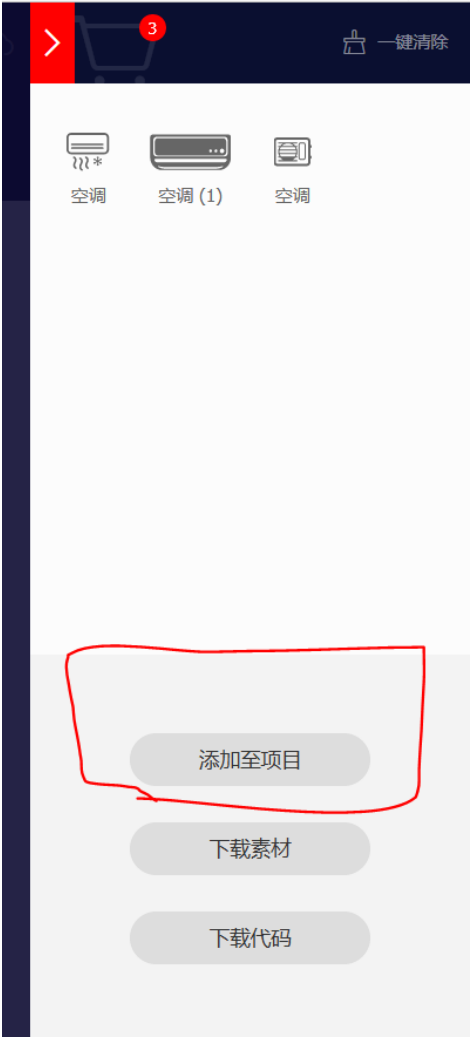 3
一键清除
空调 空调 (1) 空调
添加至项目
下载素材
下载代码